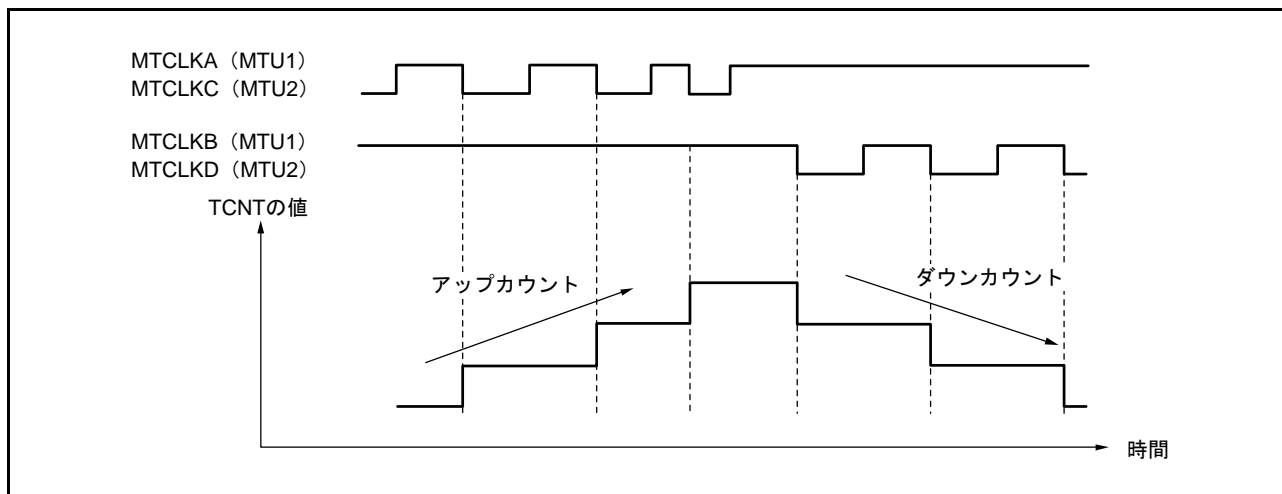 MTCLKA（MTU1）
MTCLKC（MTU2）
MTCLKB（MTU1）
MTCLKD（MTU2）
TCNTの値
アップカウント
ダウンカウント
時間